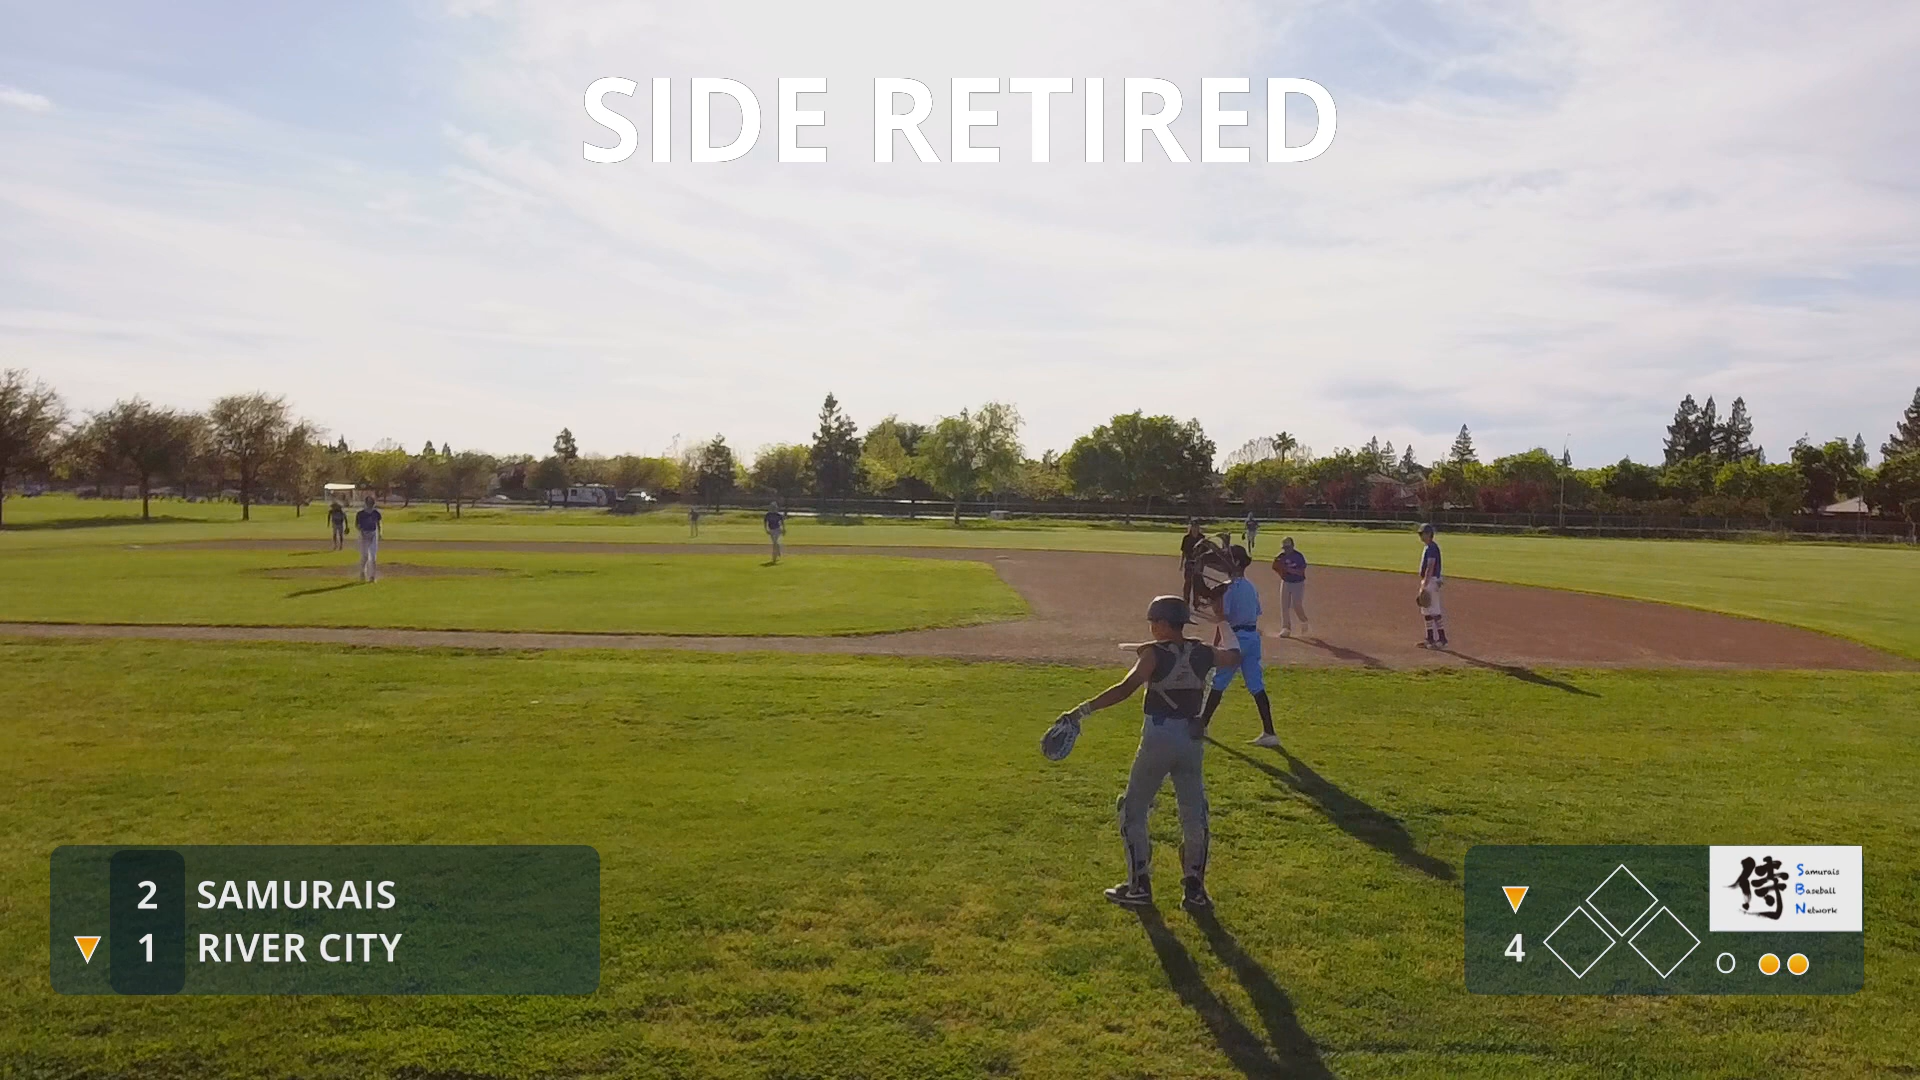 SIDE RETIRED
2 SAMURAIS
1 RIVER CITY
4
O
侍
Samurais
Baseball
Network